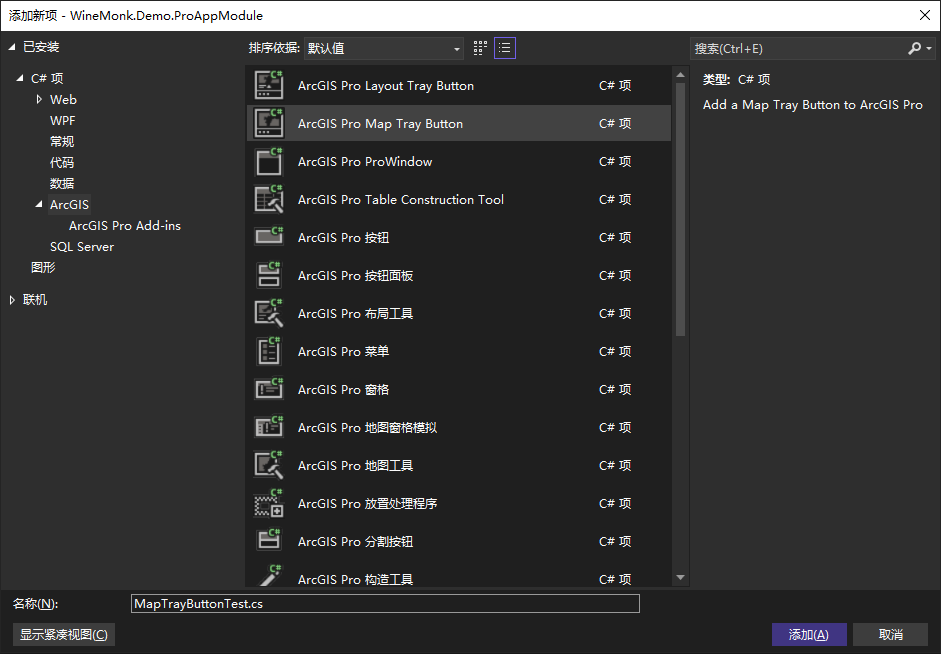 添加新项 - WineMonk.Demo.ProAppModule
已安装
C# 项
Web
WPF
常规
代码
数据
ArcGIS
ArcGIS Pro Add-ins
SQL Server
图形
联机
排序依据: 默认值
ArcGIS Pro Layout Tray Button C# 项
ArcGIS Pro Map Tray Button C# 项
ArcGIS Pro ProWindow C# 项
ArcGIS Pro Table Construction Tool C# 项
ArcGIS Pro 按钮 C# 项
ArcGIS Pro 按钮面板 C# 项
ArcGIS Pro 布局工具 C# 项
ArcGIS Pro 菜单 C# 项
ArcGIS Pro 窗格 C# 项
ArcGIS Pro 地图窗格模拟 C# 项
ArcGIS Pro 地图工具 C# 项
ArcGIS Pro 放置处理程序 C# 项
ArcGIS Pro 分割按钮 C# 项
ArcGIS Pro 构造工具 C# 项
搜索(Ctrl+E)
类型: C# 项
Add a Map Tray Button to ArcGIS Pro
名称(N): MapTrayButtonTest.cs
显示紧凑视图(C) 添加(A) 取消